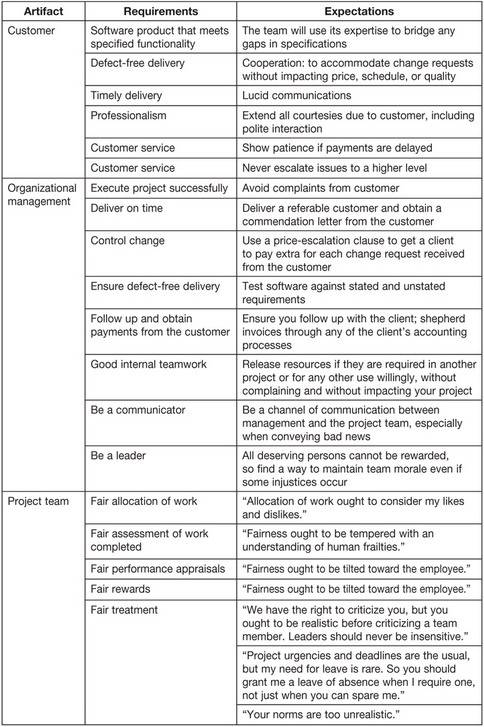 Artifact Requirements Expectations
Customer Software product that meets The team will use its expertise to bridge any
specified functionality gaps in specifications
Defect-free delivery Cooperation: to accommodate change requests
without impacting price, schedule, or quality
Timely delivery Lucid communications
Professionalism Extend all courtesies due to customer, including
polite interaction
Customer service Show patience if payments are delayed
Customer service Never escalate issues to a higher level
Organizational Execute project successfully Avoid complaints from customer
management Deliver on time Deliver a referable customer and obtain a
commendation letter from the customer
Control change Use a price-escalation clause to get a client
to pay extra for each change request received
from the customer
Ensure defect-free delivery Test software against stated and unstated
requirements
Follow up and obtain Ensure you follow up with the client; shepherd
payments from the customer invoices through any of the client's accounting
processes
Good internal teamwork Release resources if they are required in another
project or for any other use willingly, without
complaining and without impacting your project
Be a communicator Be a channel of communication between
management and the project team, especially
when conveying bad news
Be a leader All deserving persons cannot be rewarded,
so find a way to maintain team morale even if
some injustices occur
Project team Fair allocation of work “Allocation of work ought to consider my likes
and dislikes.”
Fair assessment of work “Fairness ought to be tempered with an
completed understanding of human frailties.”
Fair performance appraisals “Fairness ought to be tilted toward the employee.”
Fair rewards “Fairness ought to be tilted toward the employee.”
Fair treatment “We have the right to criticize you, but you
ought to be realistic before criticizing a team
member. Leaders should never be insensitive.”
“Project urgencies and deadlines are the usual,
but my need for leave is rare. So you should
grant me a leave of absence when I require one,
not just when you can spare me.”
“Your norms are too unrealistic.”